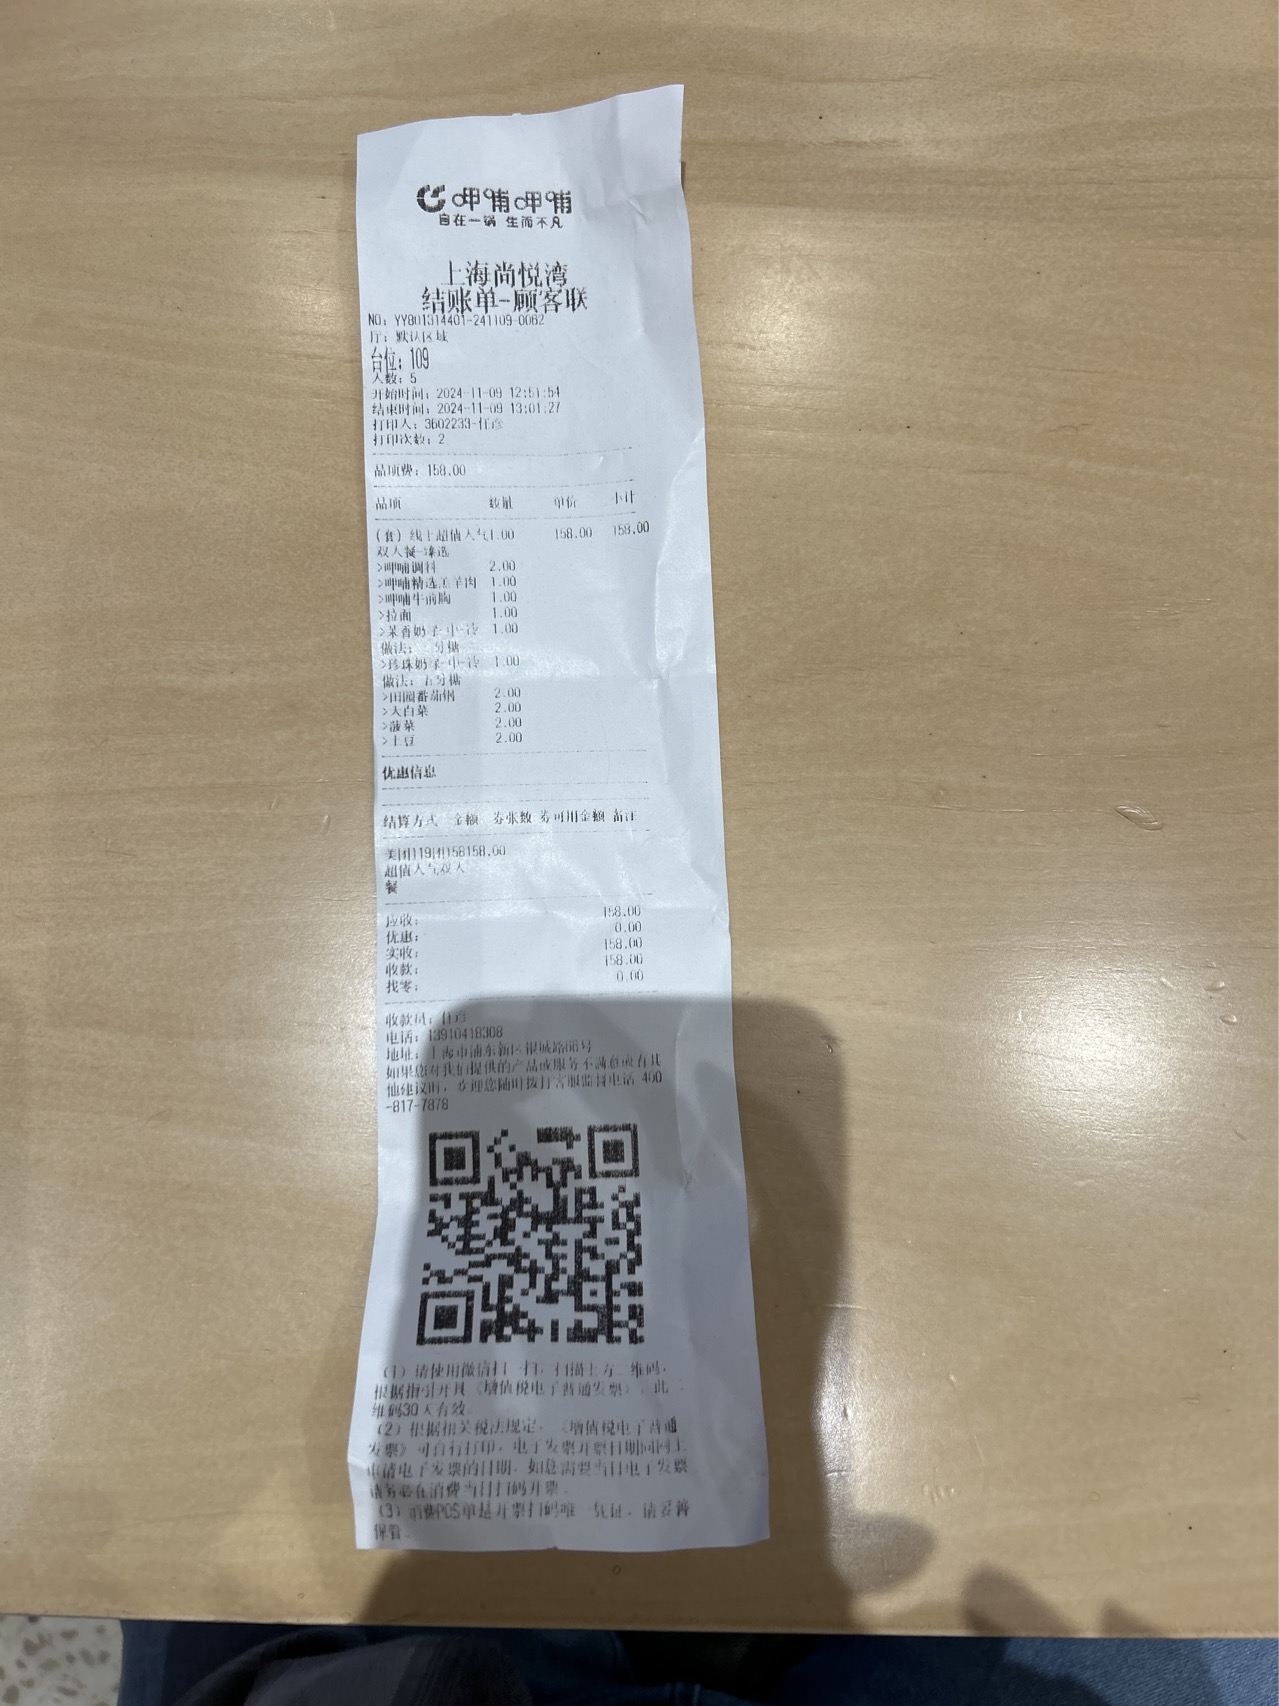 呷哺呷哺
自在一锅 生而不凡
上海尚悦湾
结账单-顾客联
NO: YY801314401-241109-0062
厅: 默认区域
台位: 109
人数: 5
开始时间: 2024-11-09 12:51:54
结束时间: 2024-11-09 13:01:27
打印人: 3602233-任彦
打印次数: 2
品项费: 158.00
品项 数量 单价 小计
(套) 线上超值人气1.00 158.00 158.00
双人餐-臻选
>呷哺调料 2.00
>呷哺精选羔羊肉 1.00
>呷哺牛前胸 1.00
>拉面 1.00
>茉香奶茶-中-冷 1.00
做法: 分糖
>珍珠奶茶-中-冷 1.00
做法: 五分糖
>田园番茄锅 2.00
>大白菜 2.00
>菠菜 2.00
>土豆 2.00
优惠信息
结算方式 金额 券张数 券可用金额 备注
美团119团158158.00
超值人气双人
餐
应收: 158.00
优惠: 0.00
实收: 158.00
收款: 158.00
找零: 0.00
收款员: 任彦
电话: 13910418308
地址: 上海市浦东新区银城路66号
如果您对我们提供的产品或服务不满意或有其
他建议时, 欢迎您随时拨打客服监督电话 400
-817-7878
(1) 请使用微信扫一扫, 扫描上方二维码,
根据指引开具《增值税电子普通发票》, 此二
维码30天有效。
(2) 根据相关税法规定, 《增值税电子普通
发票》可自行打印, 电子发票开票日期同网上
申请电子发票的日期, 如您需要当日电子发票
请务必在消费当日扫码开票。
(3) 消费POS单是开票扫码唯一凭证, 请妥善
保管。